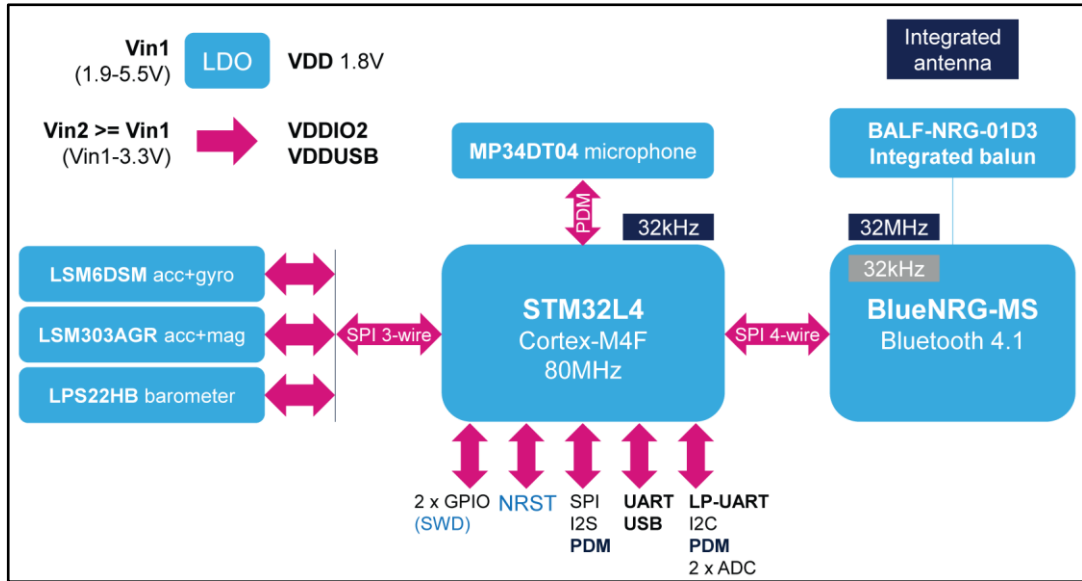 Vin1
(1.9-5.5V)
LDO
VDD 1.8V
Integrated
antenna
Vin2 >= Vin1
(Vin1-3.3V)
VDDIO2
VDDUSB
MP34DT04 microphone
BALF-NRG-01D3
Integrated balun
PDM
32kHz
32MHz
32kHz
LSM6DSM acc+gyro
LSM303AGR acc+mag
LPS22HB barometer
SPI 3-wire
STM32L4
Cortex-M4F
80MHz
SPI 4-wire
BlueNRG-MS
Bluetooth 4.1
2 x GPIO
(SWD)
NRST
SPI
I2S
PDM
UART
USB
LP-UART
I2C
PDM
2 x ADC